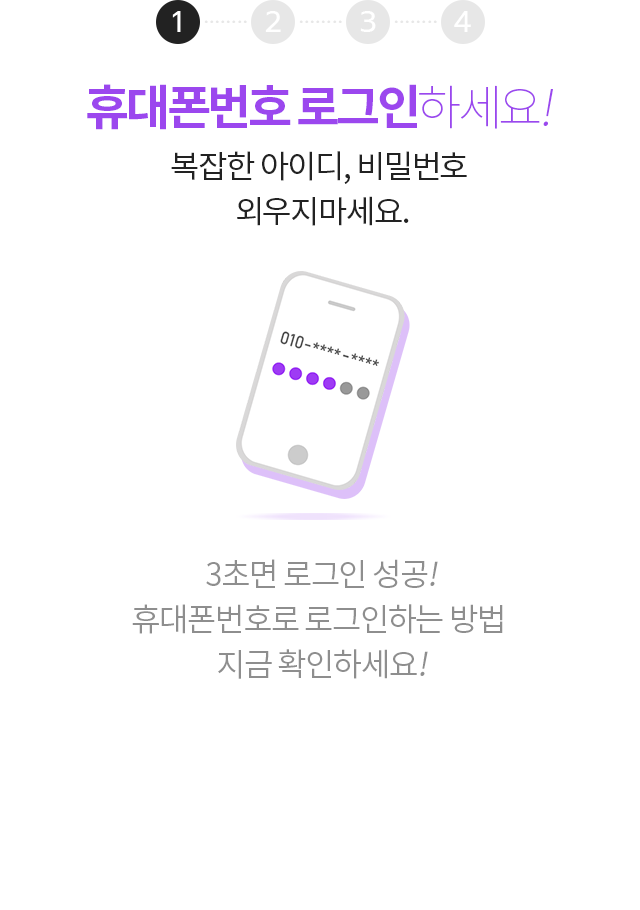 1 2 3 4
휴대폰번호 로그인하세요!
복잡한 아이디, 비밀번호
외우지마세요.
010-****-****
3초면 로그인 성공!
휴대폰번호로 로그인하는 방법
지금 확인하세요!